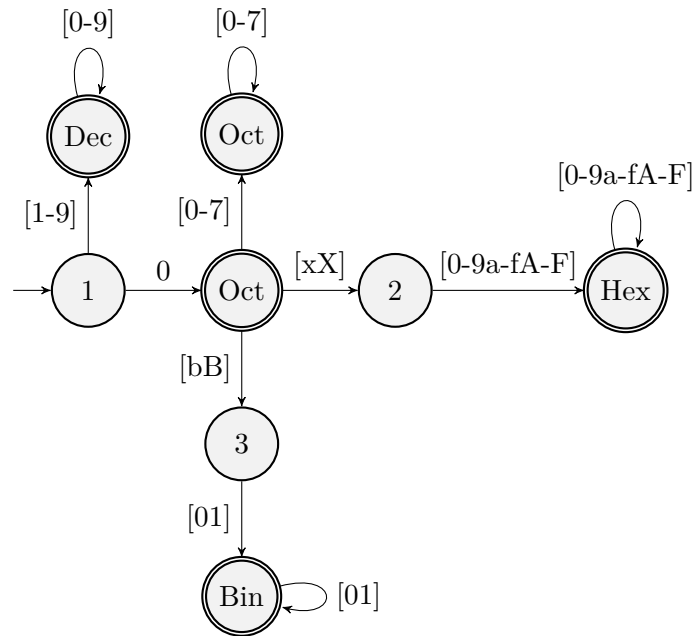 [0-9]
[0-7]
Dec
Oct
[1-9]
[0-7]
[0-9a-fA-F]
1
0
Oct
[xX]
2
[0-9a-fA-F]
Hex
[bB]
3
[01]
Bin
[01]